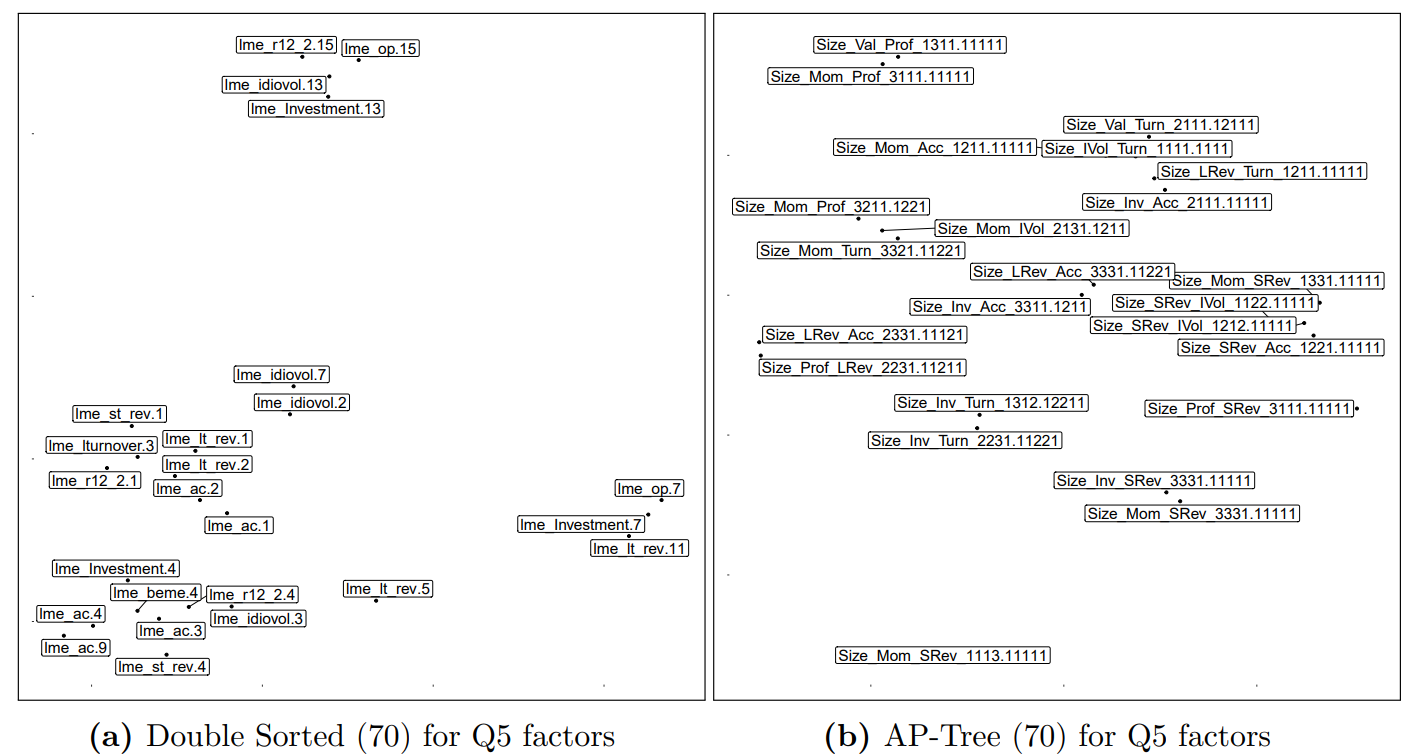 lme_r12_2.15
lme_op.15
lme_idiovol.13
lme_Investment.13
lme_idiovol.7
lme_idiovol.2
lme_st_rev.1
lme_lturnover.3
lme_lt_rev.1
lme_lt_rev.2
lme_r12_2.1
lme_ac.2
lme_ac.1
lme_op.7
lme_Investment.7
lme_lt_rev.11
lme_Investment.4
lme_beme.4
lme_r12_2.4
lme_lt_rev.5
lme_ac.4
lme_idiovol.3
lme_ac.3
lme_ac.9
lme_st_rev.4
(a) Double Sorted (70) for Q5 factors
Size_Val_Prof_1311.11111
Size_Mom_Prof_3111.11111
Size_Val_Turn_2111.12111
Size_Mom_Acc_1211.11111
Size_IVol_Turn_1111.1111
Size_LRev_Turn_1211.11111
Size_Inv_Acc_2111.11111
Size_Mom_Prof_3211.1221
Size_Mom_IVol_2131.1211
Size_Mom_Turn_3321.11221
Size_LRev_Acc_3331.11221
Size_Mom_SRev_1331.11111
Size_Inv_Acc_3311.1211
Size_SRev_IVol_1122.11111
Size_SRev_IVol_1212.11111
Size_LRev_Acc_2331.11121
Size_SRev_Acc_1221.11111
Size_Prof_LRev_2231.11211
Size_Inv_Turn_1312.12211
Size_Prof_SRev_3111.11111
Size_Inv_Turn_2231.11221
Size_Inv_SRev_3331.11111
Size_Mom_SRev_3331.11111
Size_Mom_SRev_1113.11111
(b) AP-Tree (70) for Q5 factors